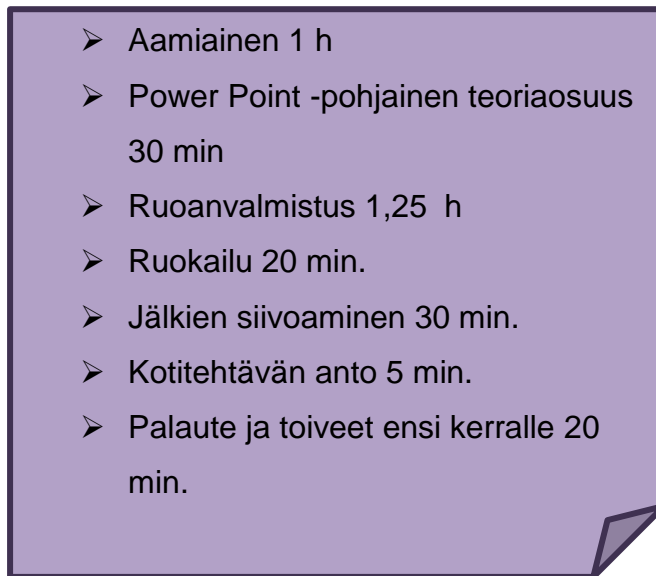 ➢ Aamiainen 1 h
➢ Power Point -pohjainen teoriaosuus
30 min
➢ Ruoanvalmistus 1,25  h
➢ Ruokailu 20 min.
➢ Jälkien siivoaminen 30 min.
➢ Kotitehtävän anto 5 min.
➢ Palaute ja toiveet ensi kerralle 20
min.